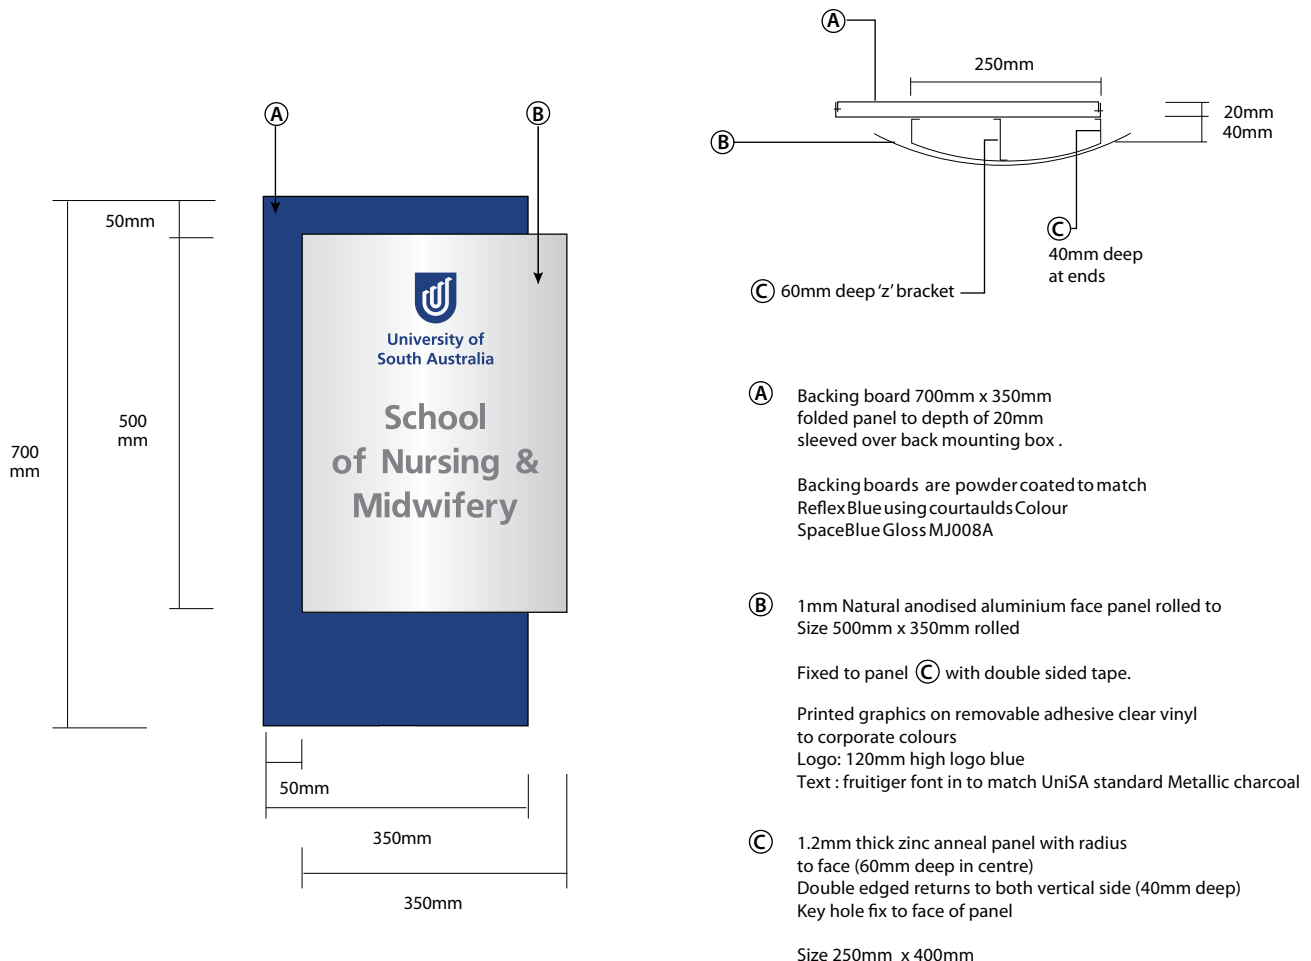 A
B
50mm
500
mm
700
mm
University of
South Australia
School
of Nursing &
Midwifery
50mm
350mm
350mm
A
250mm
20mm
40mm
B
C
40mm deep
at ends
C 60mm deep ‘z’ bracket
A Backing board 700mm x 350mm
folded panel to depth of 20mm
sleeved over back mounting box .
Backing boards are powder coated to match
Reflex Blue using courtaulds Colour
Space Blue Gloss MJ008A
B 1mm Natural anodised aluminium face panel rolled to
Size 500mm x 350mm rolled
Fixed to panel C with double sided tape.
Printed graphics on removable adhesive clear vinyl
to corporate colours
Logo: 120mm high logo blue
Text : fruitiger font in to match UniSA standard Metallic charcoal
C 1.2mm thick zinc anneal panel with radius
to face (60mm deep in centre)
Double edged returns to both vertical side (40mm deep)
Key hole fix to face of panel
Size 250mm x 400mm